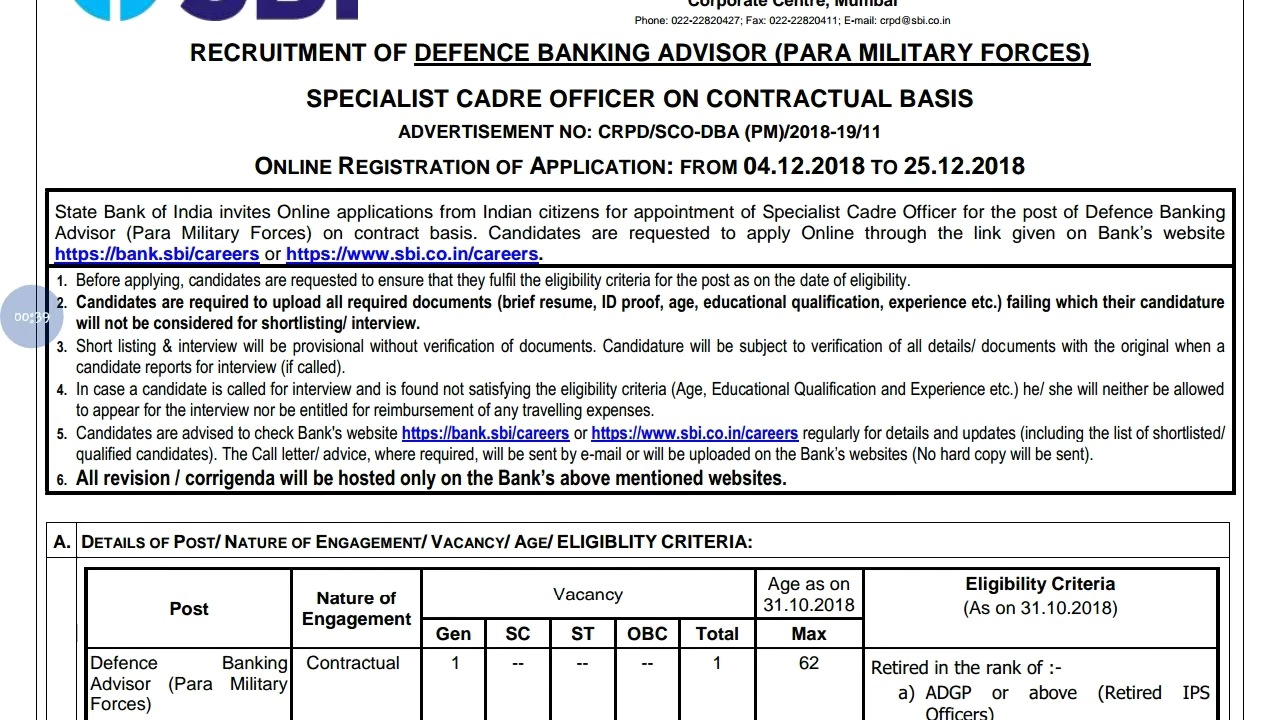 SBI
Corporate Centre, Mumbai
Phone: 022-22820427; Fax: 022-22820411; E-mail: crpd@sbi.co.in
RECRUITMENT OF DEFENCE BANKING ADVISOR (PARA MILITARY FORCES)
SPECIALIST CADRE OFFICER ON CONTRACTUAL BASIS
ADVERTISEMENT NO: CRPD/SCO-DBA (PM)/2018-19/11
ONLINE REGISTRATION OF APPLICATION: FROM 04.12.2018 TO 25.12.2018
State Bank of India invites Online applications from Indian citizens for appointment of Specialist Cadre Officer for the post of Defence Banking
Advisor (Para Military Forces) on contract basis. Candidates are requested to apply Online through the link given on Bank's website
https://bank.sbi/careers or https://www.sbi.co.in/careers.
1. Before applying, candidates are requested to ensure that they fulfil the eligibility criteria for the post as on the date of eligibility.
2. Candidates are required to upload all required documents (brief resume, ID proof, age, educational qualification, experience etc.) failing which their candidature
00:39
will not be considered for shortlisting/ interview.
3. Short listing & interview will be provisional without verification of documents. Candidature will be subject to verification of all details/ documents with the original when a
candidate reports for interview (if called).
4. In case a candidate is called for interview and is found not satisfying the eligibility criteria (Age, Educational Qualification and Experience etc.) he/ she will neither be allowed
to appear for the interview nor be entitled for reimbursement of any travelling expenses.
5. Candidates are advised to check Bank's website https://bank.sbi/careers or https://www.sbi.co.in/careers regularly for details and updates (including the list of shortlisted/
qualified candidates). The Call letter/ advice, where required, will be sent by e-mail or will be uploaded on the Bank's websites (No hard copy will be sent).
6. All revision / corrigenda will be hosted only on the Bank's above mentioned websites.
A. DETAILS OF POST/ NATURE OF ENGAGEMENT/ VACANCY/ AGE/ ELIGIBLITY CRITERIA:
Post
Nature of
Engagement
Vacancy
Age as on
31.10.2018
Eligibility Criteria
(As on 31.10.2018)
Gen SC ST OBC Total Max
Defence Banking
Advisor (Para Military
Forces)
Contractual
1 -- -- -- 1 62
Retired in the rank of :-
a) ADGP or above (Retired IPS
Officers)